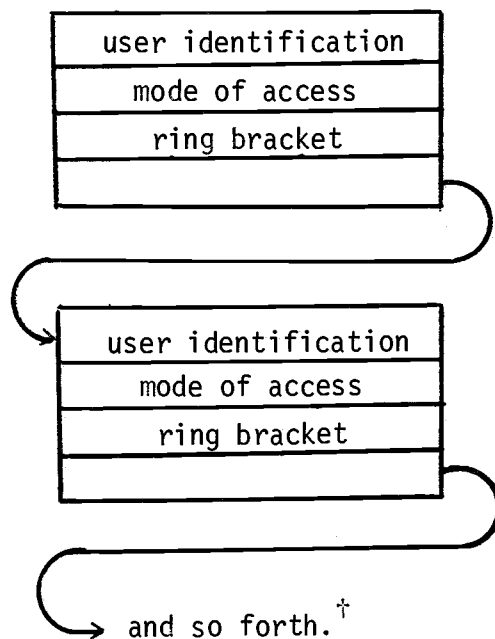 user identification
mode of access
ring bracket
user identification
mode of access
ring bracket
and so forth.†